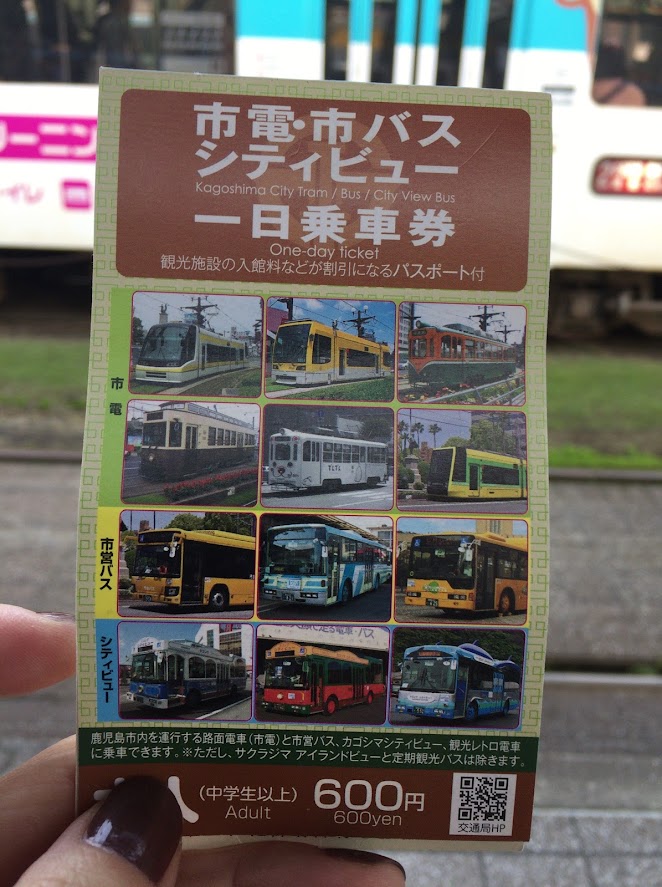 市電・市バス
シティビュー
Kagoshima City Tram / Bus / City View Bus
一日乗車券
One-day ticket
観光施設の入館料などが割引になるパスポート付
市電
市営バス
シティビュー
鹿児島市内を運行する路面電車(市電)と市営バス、カゴシマシティビュー、観光レトロ電車
に乗車できます。※ただし、サクラジマ アイランドビューと定期観光バスは除きます。
人(中学生以上) 600円
Adult 600yen
交通局HP
ーニン
イレ